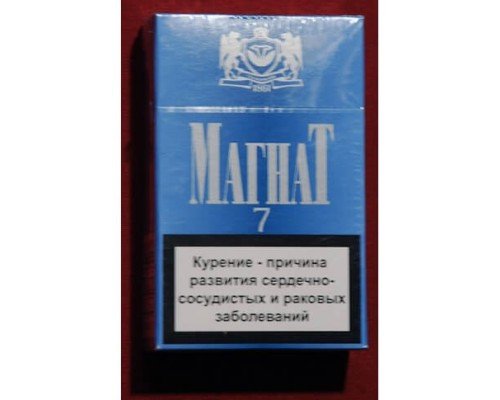 МАГНАТ
7
Курение - причина
развития сердечно-
сосудистых и раковых
заболеваний